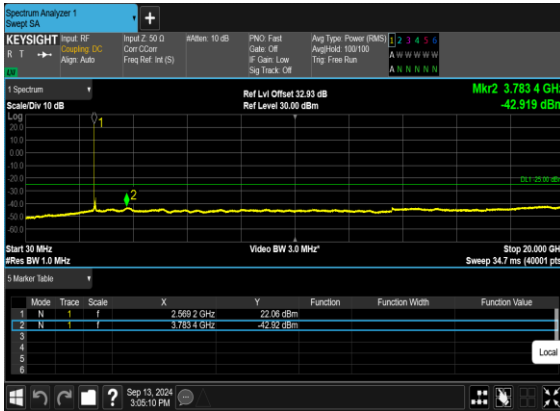 Spectrum Analyzer 1
Swept SA
+
KEYSIGHT Input: RF Input Z: 50 Ω #Atten: 10 dB PNO: Fast Avg Type: Power (RMS) 1 2 3 4 5 6
R T Coupling: DC Corr CCorr Gate: Off Avg|Hold: 100/100 A W W W W W
Align: Auto Freq Ref: Int (S) IF Gain: Low Trig: Free Run
Sig Track: Off A N N N N N
1 Spectrum Ref Lvl Offset 32.93 dB Mkr2 3.783 4 GHz
Scale/Div 10 dB Ref Level 30.00 dBm -42.919 dBm
Log
20.0
10.0
0.00
-10.0
-20.0
-30.0
-40.0
-50.0
-60.0
1
2
DL1 -25.00 dBm
Start 30 MHz Video BW 3.0 MHz* Stop 20.000 GHz
#Res BW 1.0 MHz Sweep 34.7 ms (40001 pts)
5 Marker Table
Mode Trace Scale X Y Function Function Width Function Value
1 N 1 f 2.569 2 GHz 22.06 dBm
2 N 1 f 3.783 4 GHz -42.92 dBm
3
4
5
6
Local
? Sep 13, 2024
3:05:10 PM